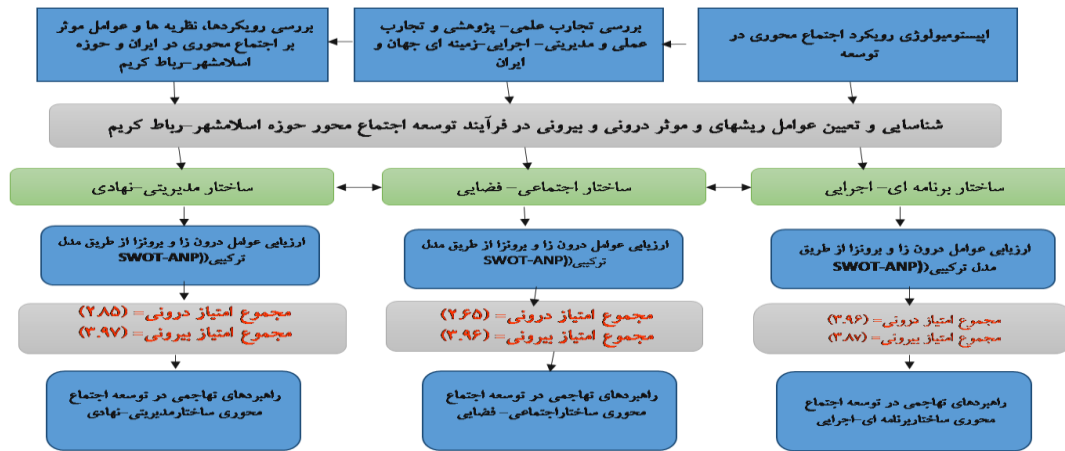 اپیستومیولوژی رویکرد اجتماع محوری در
توسعه
بررسی تجارب علمی- پژوهشی و تجارب
عملی و مدیریتی- اجرایی-زمینه ای جهان و
ایران
بررسی رویکردها، نظریه ها و عوامل موثر
بر اجتماع محوری در ایران و حوزه
اسلامشهر-رباط کریم
شناسایی و تعیین عوامل ریشهای و موثر درونی و بیرونی در فرآیند توسعه اجتماع محور حوزه اسلامشهر-رباط کریم
ساختار برنامه ای- اجرایی
ساختار اجتماعی- فضایی
ساختار مدیریتی-نهادی
ارزیابی عوامل درون زا و برونزا از طریق
مدل ترکیبی(SWOT-ANP)
ارزیابی عوامل درون زا و برونزا از طریق مدل
ترکیبی(SWOT-ANP)
ارزیابی عوامل درون زا و برونزا از طریق مدل
ترکیبی(SWOT-ANP)
مجموع امتیاز درونی= (۳.۹۶)
مجموع امتیاز بیرونی= (۳.۸۷)
مجموع امتیاز درونی= (۲.۶۵)
مجموع امتیاز بیرونی= (۳.۹۶)
مجموع امتیاز درونی= (۲.۸۵)
مجموع امتیاز بیرونی= (۳.۹۷)
راهبردهای تهاجمی در توسعه اجتماع
محوری ساختاربرنامه ای-اجرایی
راهبردهای تهاجمی در توسعه اجتماع
محوری ساختاراجتماعی- فضایی
راهبردهای تهاجمی در توسعه اجتماع
محوری ساختارمدیریتی-نهادی